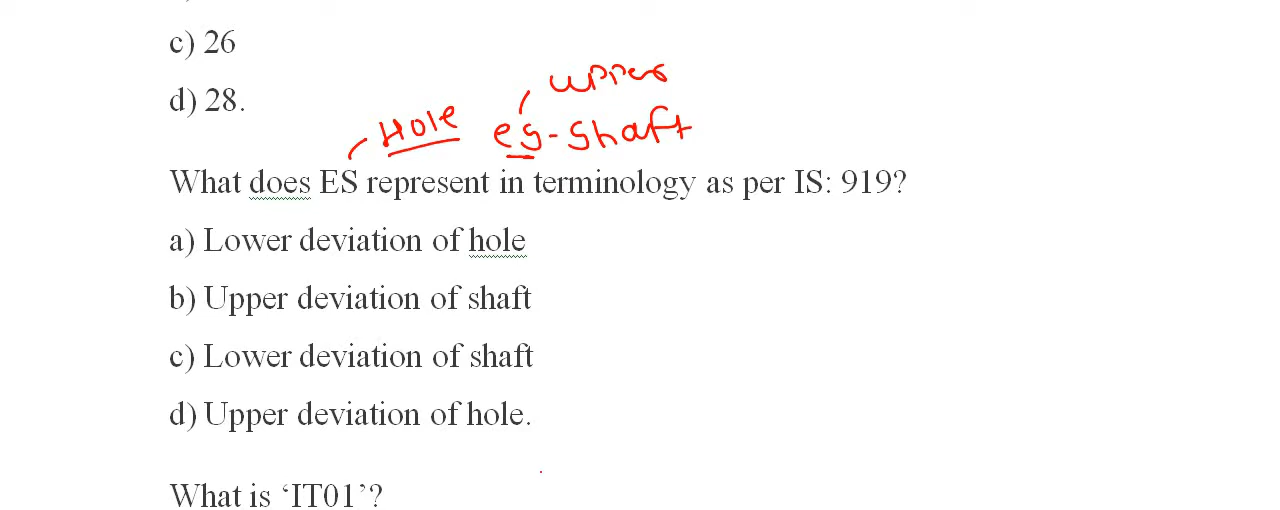 c) 26
upper
d) 28.
Hole es-shaft
What does ES represent in terminology as per IS: 919?
a) Lower deviation of hole
b) Upper deviation of shaft
c) Lower deviation of shaft
d) Upper deviation of hole.
What is ‘IT01’?